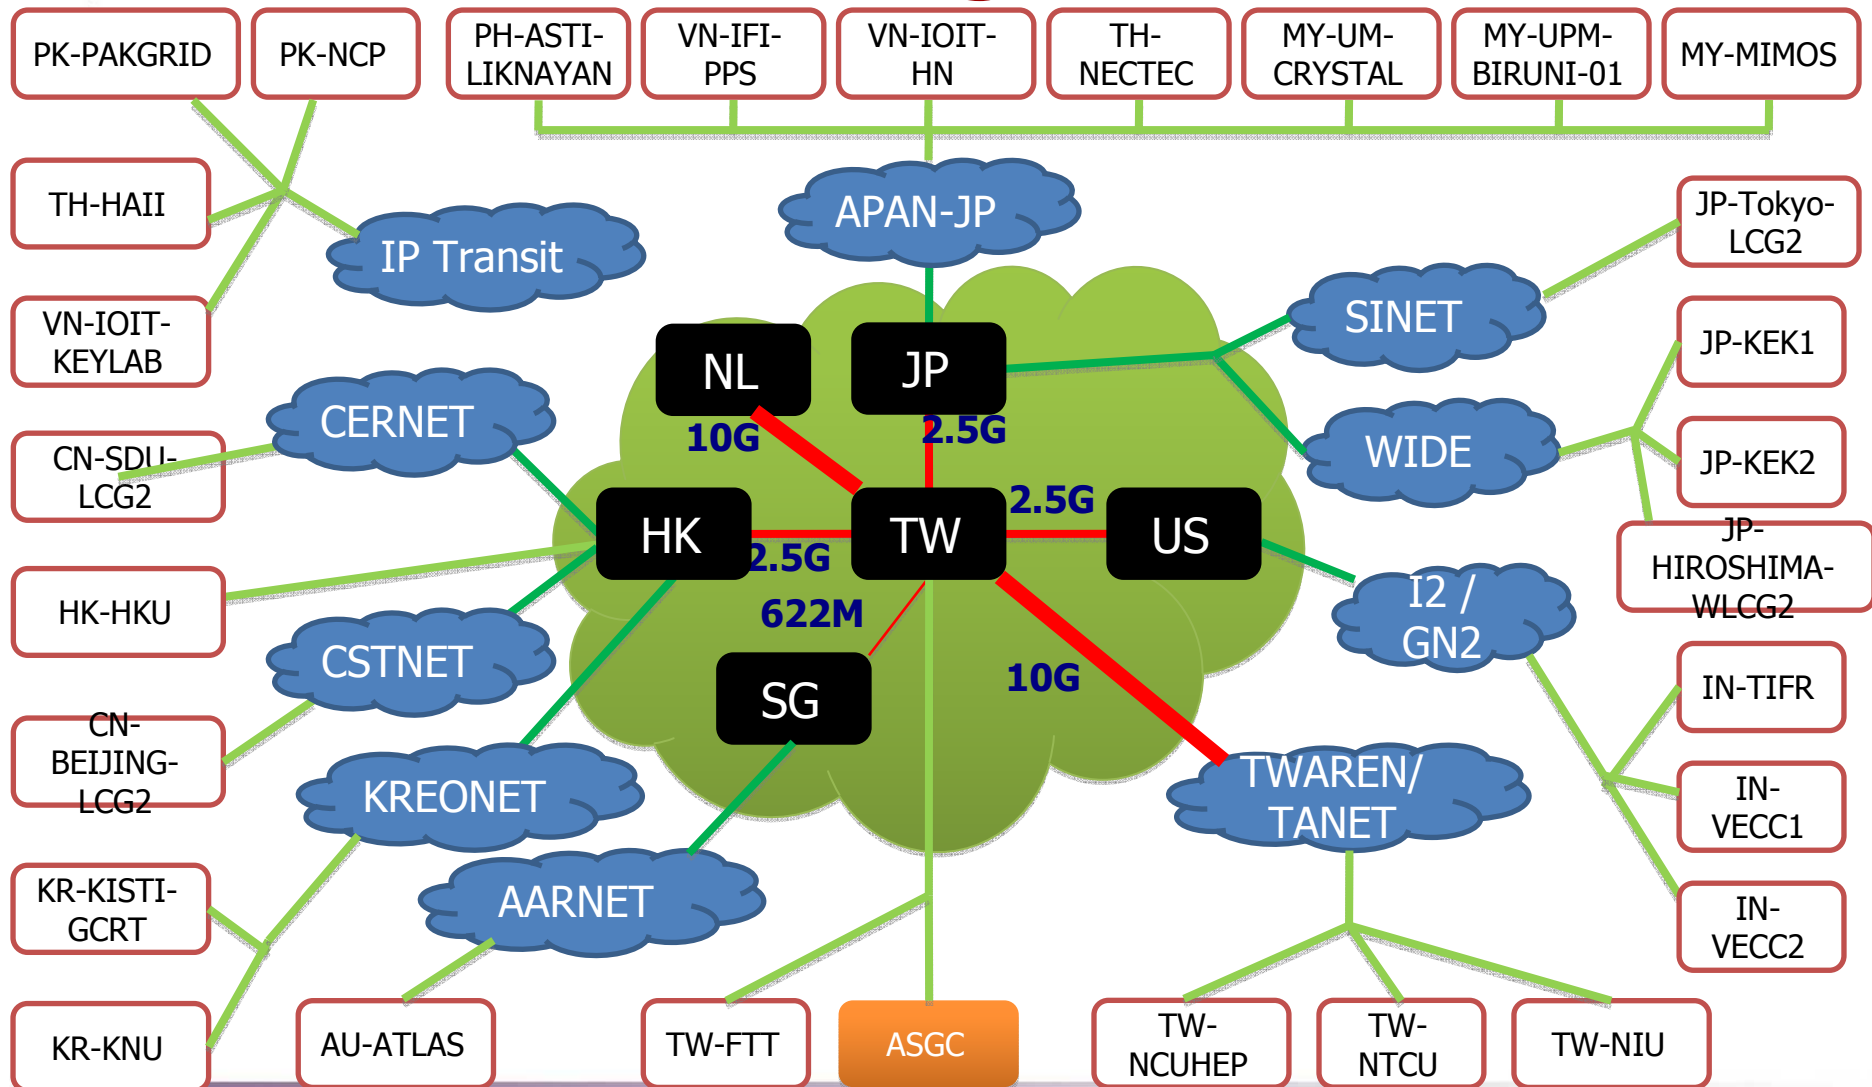 PK-PAKGRID
PK-NCP
PH-ASTI-
LIKNAYAN
VN-IFI-
PPS
VN-IOIT-
HN
TH-
NECTEC
MY-UM-
CRYSTAL
MY-UPM-
BIRUNI-01
MY-MIMOS
TH-HAII
IP Transit
APAN-JP
JP-Tokyo-
LCG2
VN-IOIT-
KEYLAB
SINET
JP-KEK1
NL
JP
10G
2.5G
CERNET
CN-SDU-
LCG2
WIDE
JP-KEK2
HK
TW
US
2.5G
2.5G
JP-
HIROSHIMA-
WLCG2
HK-HKU
I2 /
GN2
622M
CSTNET
SG
10G
IN-TIFR
CN-
BEIJING-
LCG2
KREONET
TWAREN/
TANET
IN-
VECC1
KR-KISTI-
GCRT
AARNET
IN-
VECC2
KR-KNU
AU-ATLAS
TW-FTT
ASGC
TW-
NCUHEP
TW-
NTCU
TW-NIU